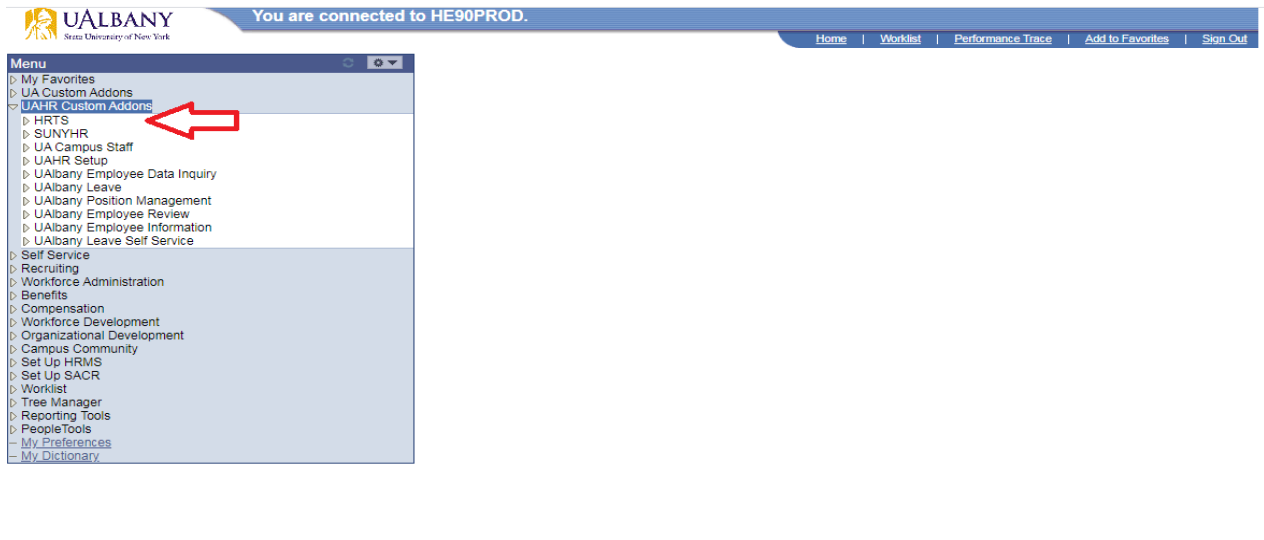 UALBANY
State University of New York
You are connected to HE90PROD.
Home | Worklist | Performance Trace | Add to Favorites | Sign Out
Menu
My Favorites
UA Custom Addons
UAHR Custom Addons
HRTS
SUNYHR
UA Campus Staff
UAHR Setup
UAlbany Employee Data Inquiry
UAlbany Leave
UAlbany Position Management
UAlbany Employee Review
UAlbany Employee Information
UAlbany Leave Self Service
Self Service
Recruiting
Workforce Administration
Benefits
Compensation
Workforce Development
Organizational Development
Campus Community
Set Up HRMS
Set Up SACR
Worklist
Tree Manager
Reporting Tools
PeopleTools
My Preferences
My Dictionary